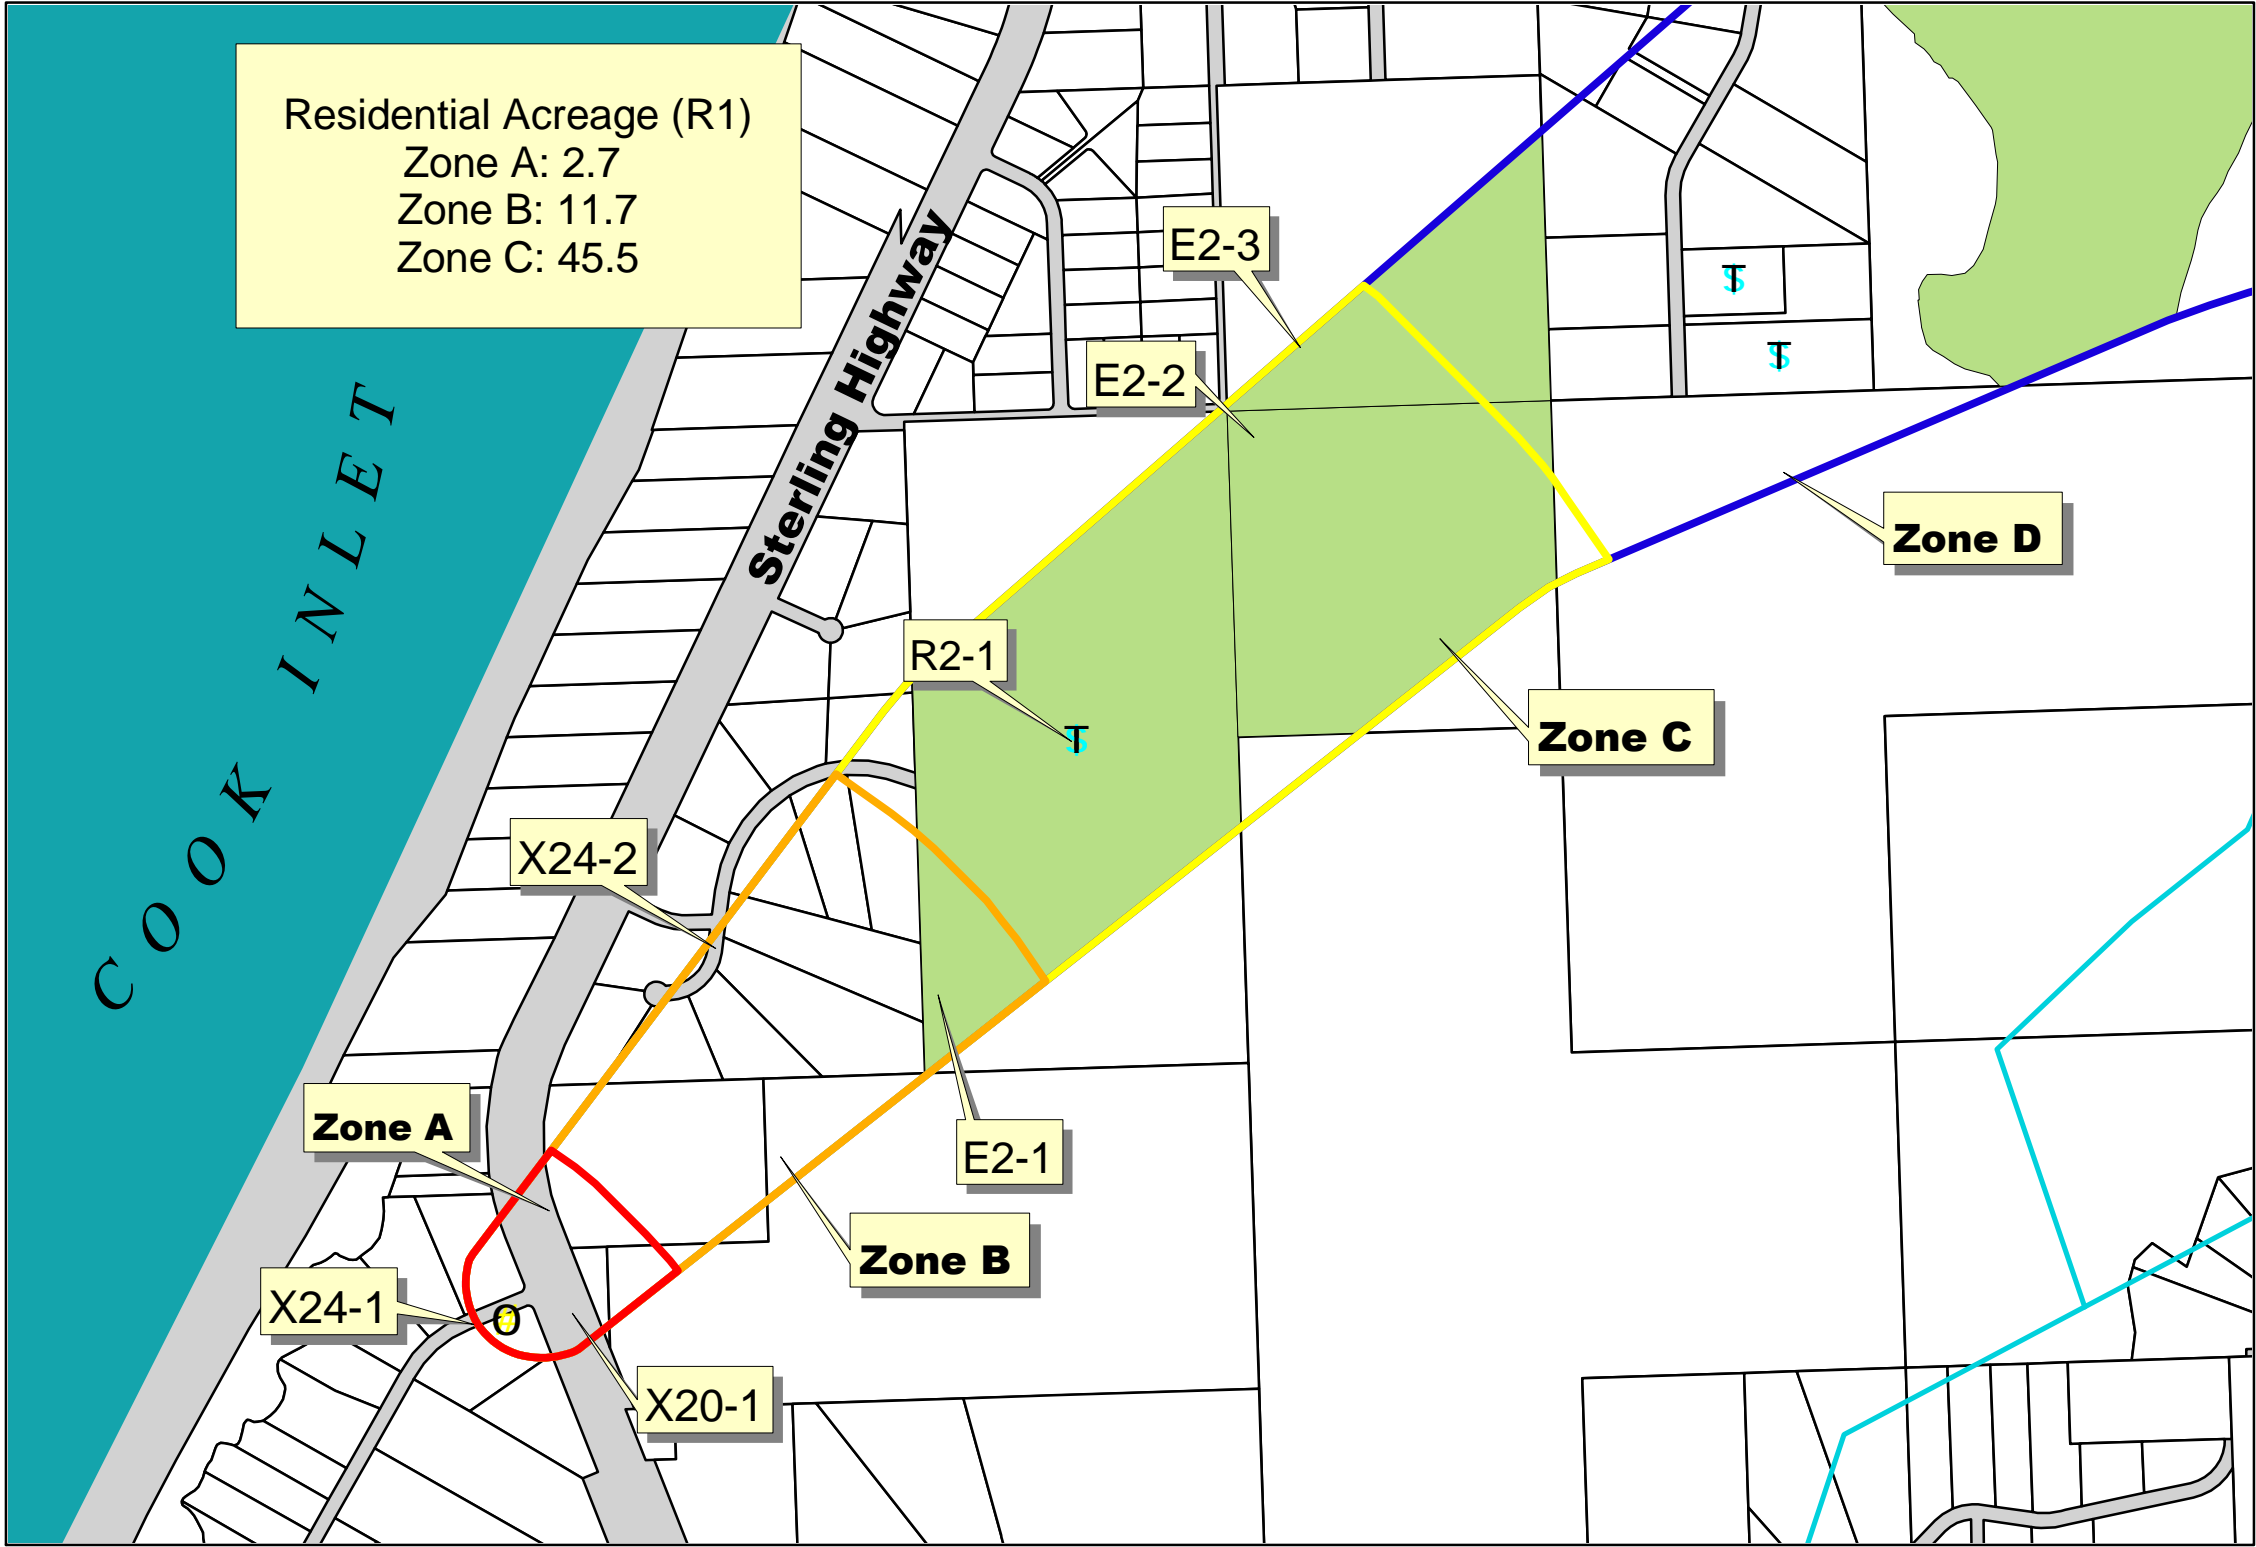 Residential Acreage (R1)
Zone A: 2.7
Zone B: 11.7
Zone C: 45.5
COOK INLET
Sterling Highway
E2-3
E2-2
Zone D
R2-1
Zone C
X24-2
Zone A
E2-1
Zone B
X24-1
X20-1